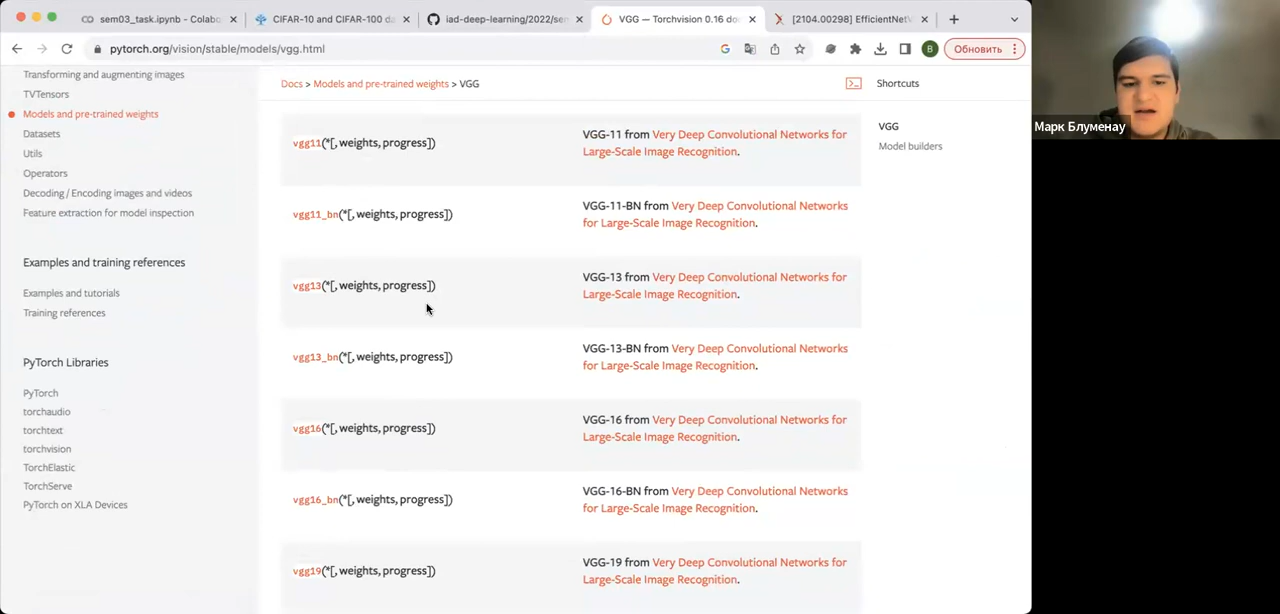 sem03_task.ipynb - Colabo
CIFAR-10 and CIFAR-100 da
iad-deep-learning/2022/sen
VGG — Torchvision 0.16 do
[2104.00298] EfficientNetV
pytorch.org/vision/stable/models/vgg.html
B
Обновить
Transforming and augmenting images
TVTensors
Models and pre-trained weights
Datasets
Utils
Operators
Decoding / Encoding images and videos
Feature extraction for model inspection
Examples and training references
Examples and tutorials
Training references
PyTorch Libraries
PyTorch
torchaudio
torchtext
torchvision
TorchElastic
TorchServe
PyTorch on XLA Devices
Docs > Models and pre-trained weights > VGG
vgg11(*[, weights, progress])
VGG-11 from Very Deep Convolutional Networks for
Large-Scale Image Recognition.
vgg11_bn(*[, weights, progress])
VGG-11-BN from Very Deep Convolutional Networks
for Large-Scale Image Recognition.
vgg13(*[, weights, progress])
VGG-13 from Very Deep Convolutional Networks for
Large-Scale Image Recognition.
vgg13_bn(*[, weights, progress])
VGG-13-BN from Very Deep Convolutional Networks
for Large-Scale Image Recognition.
vgg16(*[, weights, progress])
VGG-16 from Very Deep Convolutional Networks for
Large-Scale Image Recognition.
vgg16_bn(*[, weights, progress])
VGG-16-BN from Very Deep Convolutional Networks
for Large-Scale Image Recognition.
vgg19(*[, weights, progress])
VGG-19 from Very Deep Convolutional Networks for
Large-Scale Image Recognition.
Shortcuts
VGG
Model builders
Марк Блуменау